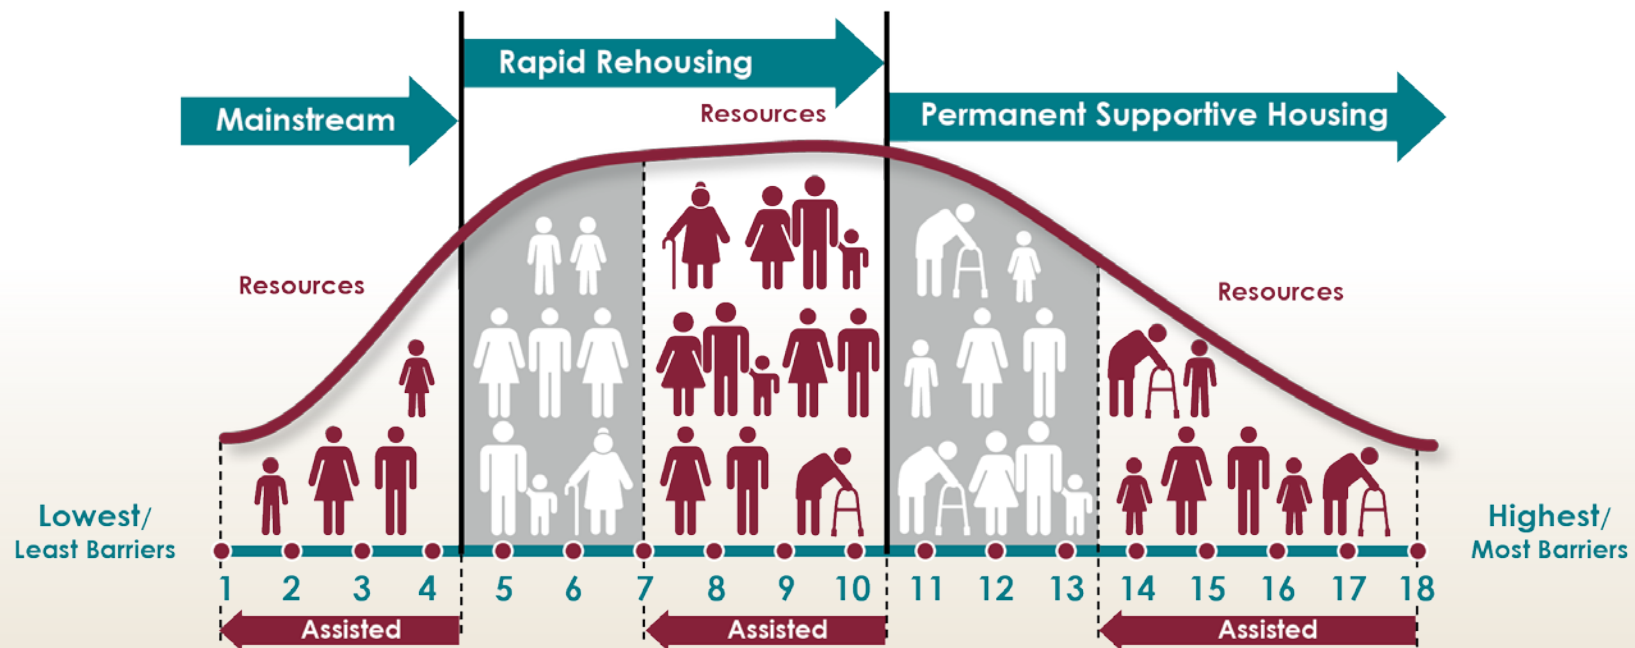 Rapid Rehousing
Mainstream
Resources
Permanent Supportive Housing
Resources
Resources
Lowest/
Least Barriers
Highest/
Most Barriers
1 2 3 4 5 6 7 8 9 10 11 12 13 14 15 16 17 18
Assisted
Assisted
Assisted